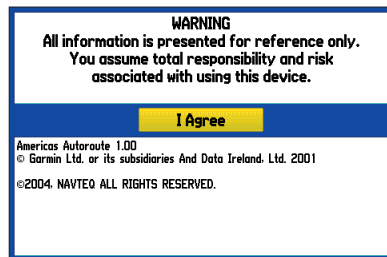 WARNING
All information is presented for reference only.
You assume total responsibility and risk
associated with using this device.
I Agree
Americas Autoroute 1.00
© Garmin Ltd. or its subsidiaries And Data Ireland, Ltd. 2001
©2004, NAVTEQ ALL RIGHTS RESERVED.